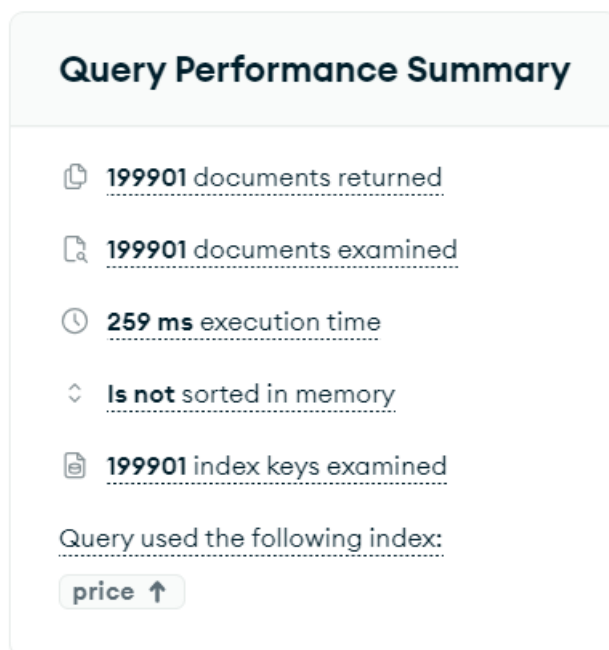 Query Performance Summary
199901 documents returned
199901 documents examined
259 ms execution time
Is not sorted in memory
199901 index keys examined
Query used the following index:
price ↑